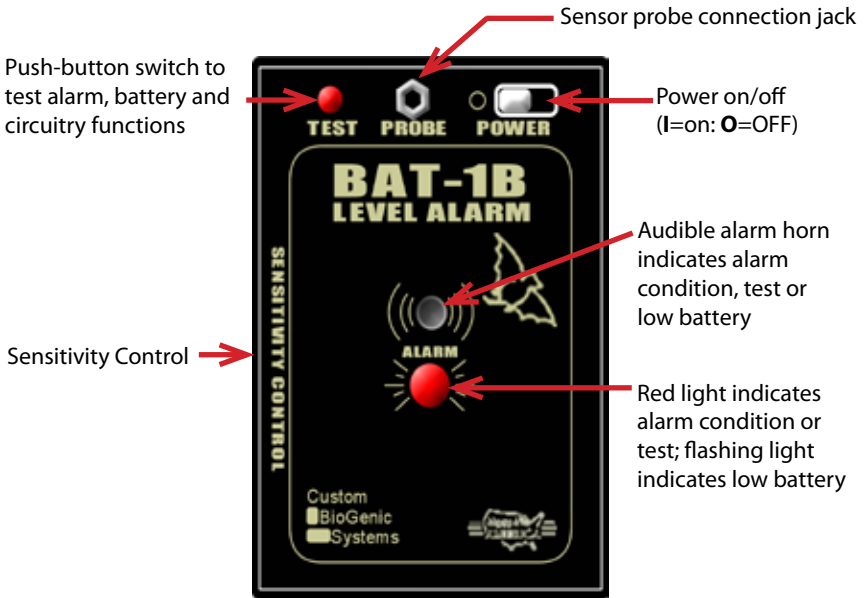 Sensor probe connection jack
Push-button switch to
test alarm, battery and
circuitry functions
Power on/off
(I=on: O=OFF)
TEST PROBE POWER
BAT-1B
LEVEL ALARM
SENSITIVITY CONTROL
Audible alarm horn
indicates alarm
condition, test or
low battery
Sensitivity Control
ALARM
Red light indicates
alarm condition or
test; flashing light
indicates low battery
Custom
BioGenic
Systems